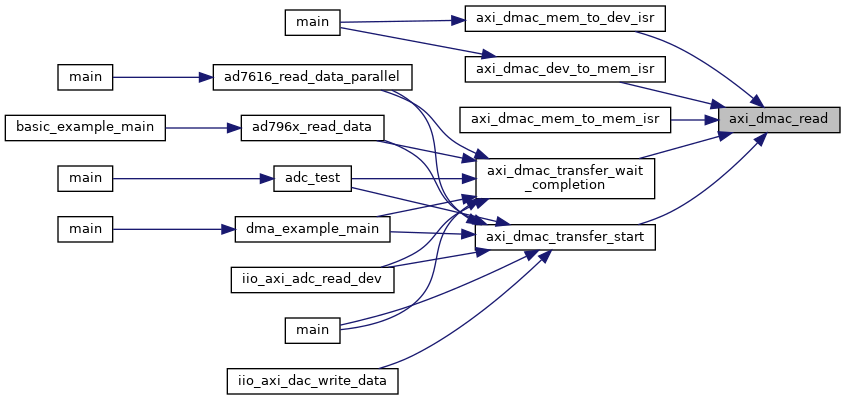 main
axi_dmac_mem_to_dev_isr
main
ad7616_read_data_parallel
axi_dmac_dev_to_mem_isr
basic_example_main
ad796x_read_data
axi_dmac_mem_to_mem_isr
axi_dmac_read
main
adc_test
axi_dmac_transfer_wait
_completion
main
dma_example_main
axi_dmac_transfer_start
iio_axi_adc_read_dev
main
iio_axi_dac_write_data